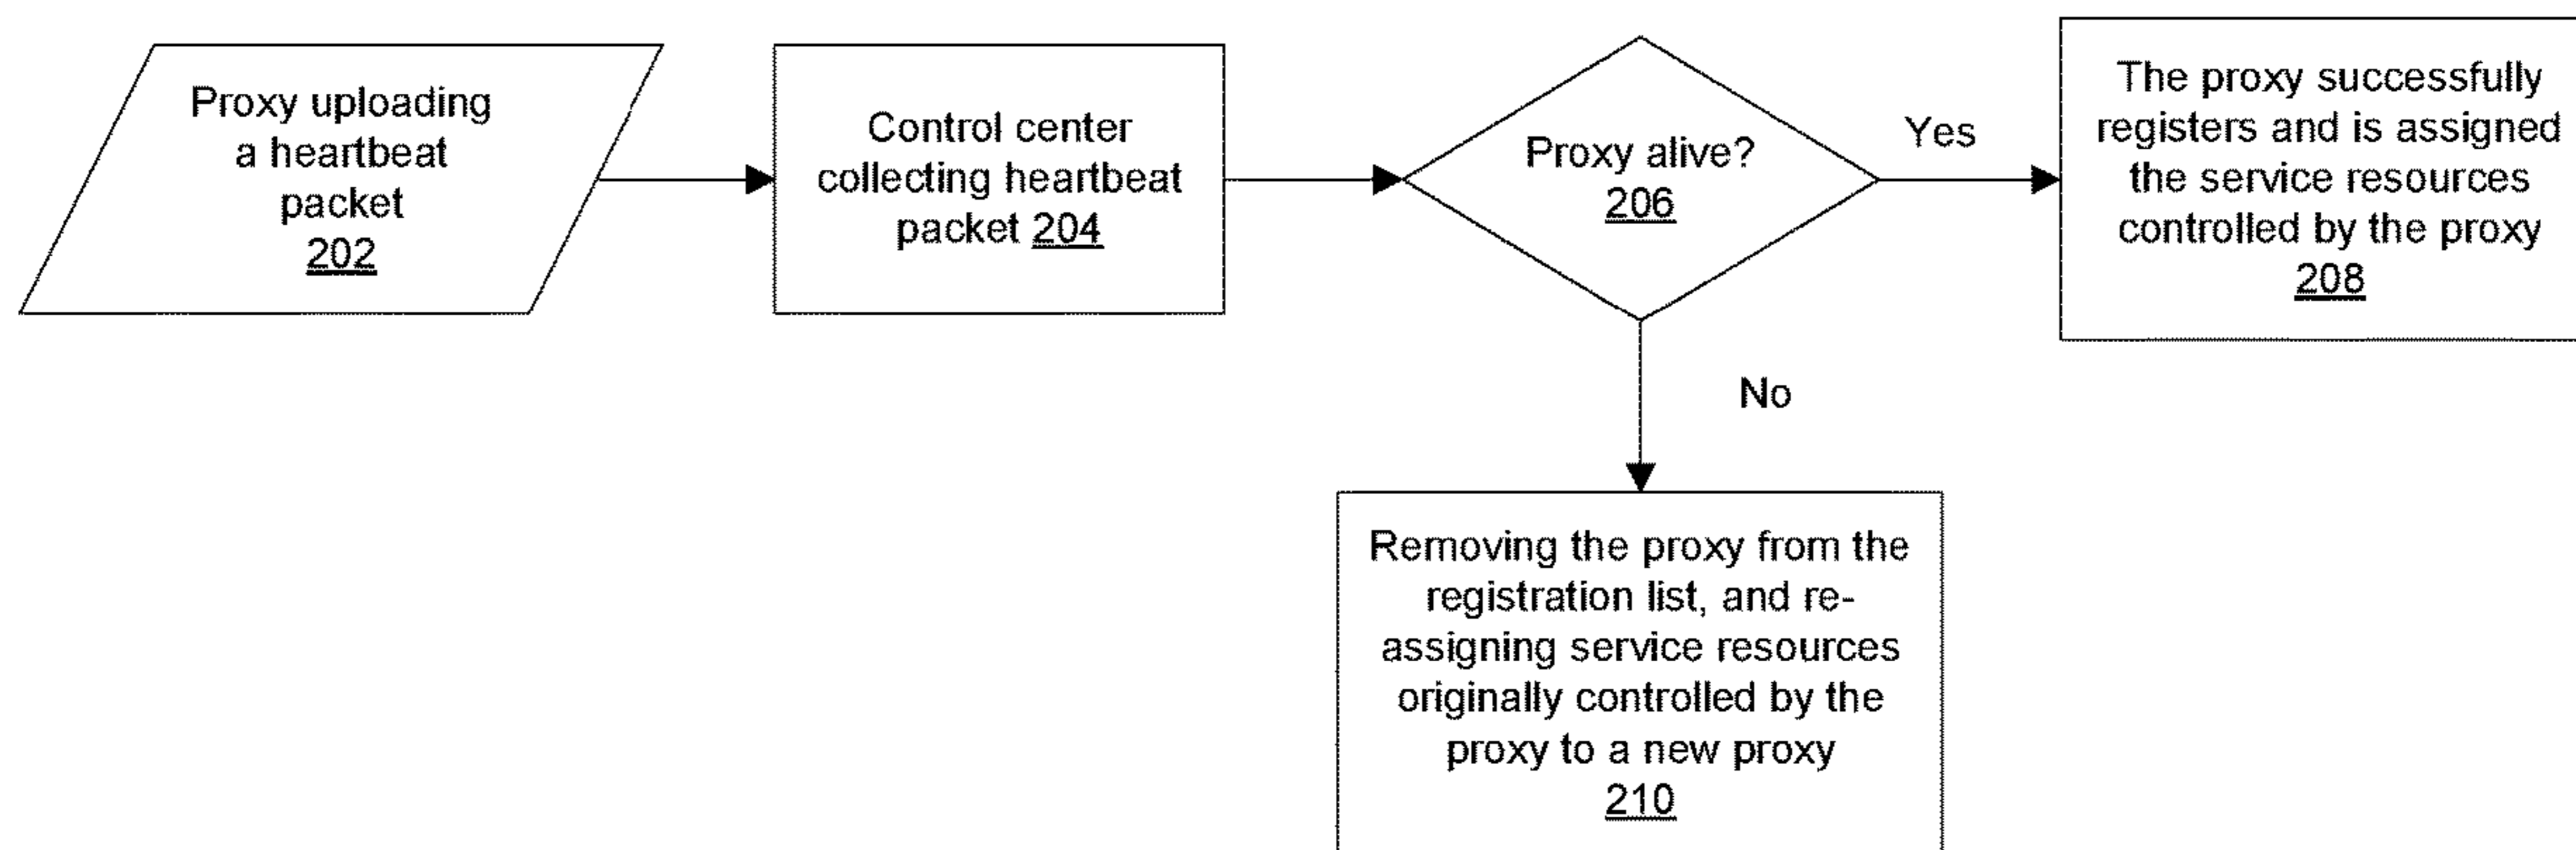 Proxy uploading
a heartbeat
packet
202
Control center
collecting heartbeat
packet 204
Proxy alive?
206
Yes
The proxy successfully
registers and is assigned
the service resources
controlled by the proxy
208
No
Removing the proxy from the
registration list, and re-
assigning service resources
originally controlled by the
proxy to a new proxy
210